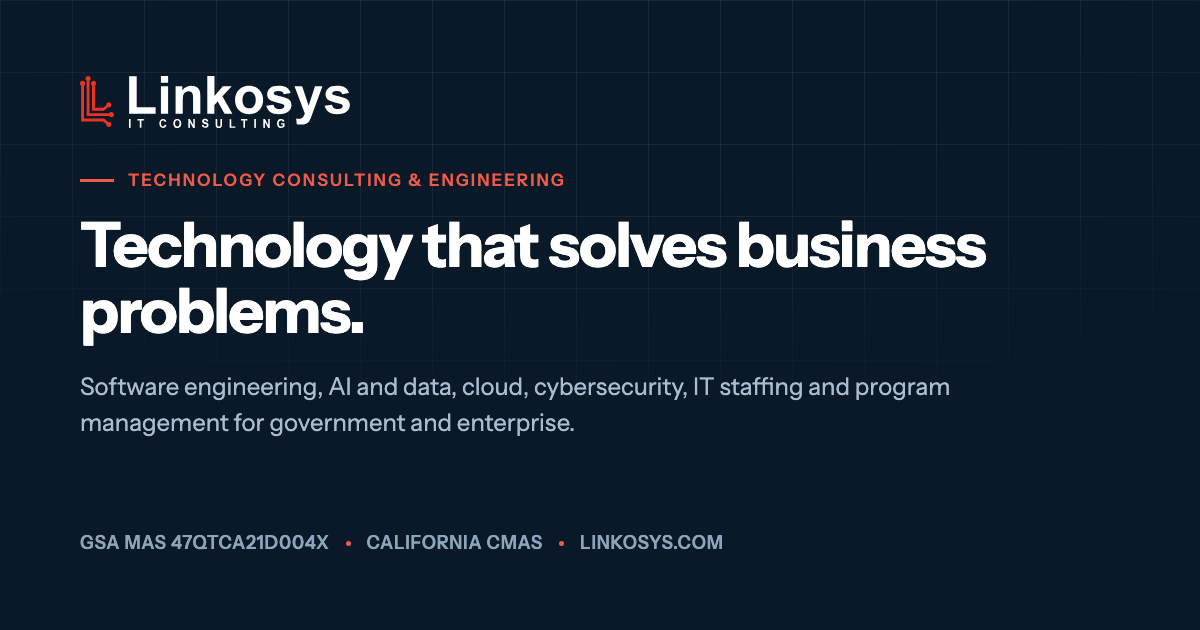 Linkosys
IT CONSULTING
TECHNOLOGY CONSULTING & ENGINEERING
Technology that solves business
problems.
Software engineering, AI and data, cloud, cybersecurity, IT staffing and program
management for government and enterprise.
GSA MAS 47QTCA21D004X • CALIFORNIA CMAS • LINKOSYS.COM